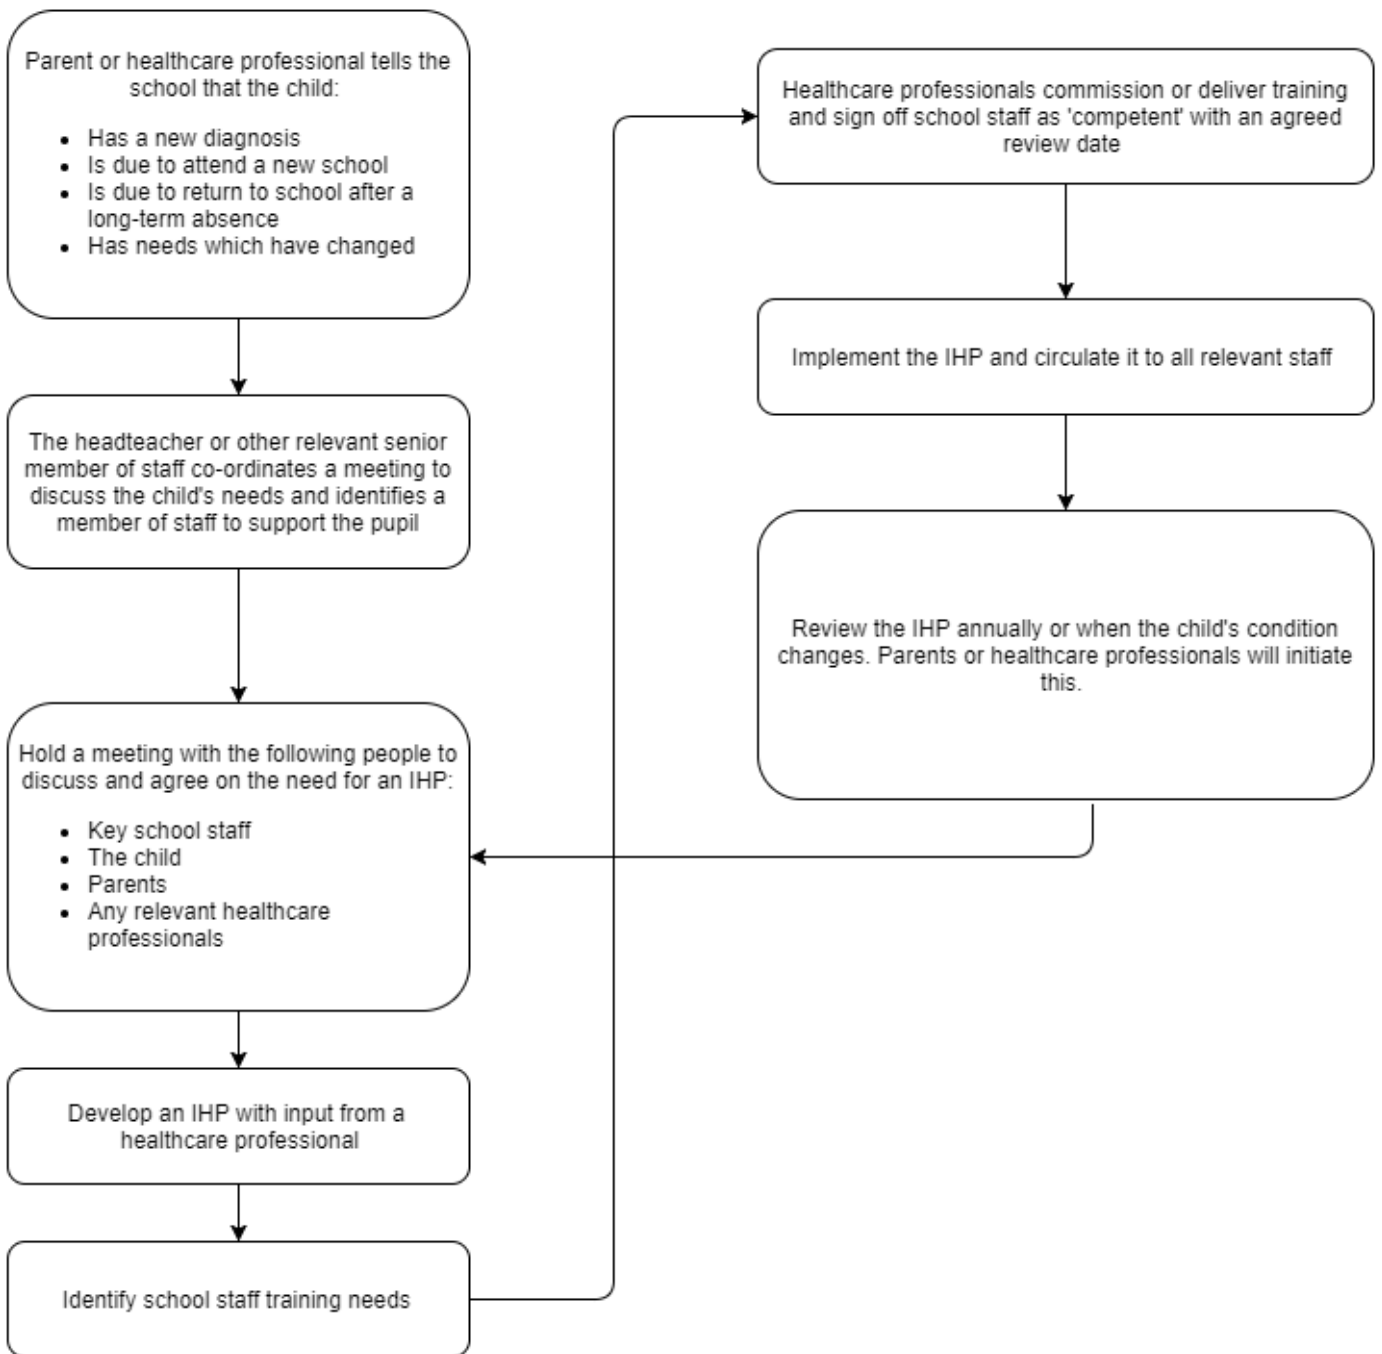 Parent or healthcare professional tells the
school that the child:
• Has a new diagnosis
• Is due to attend a new school
• Is due to return to school after a
long-term absence
• Has needs which have changed
The headteacher or other relevant senior
member of staff co-ordinates a meeting to
discuss the child's needs and identifies a
member of staff to support the pupil
Hold a meeting with the following people to
discuss and agree on the need for an IHP:
• Key school staff
• The child
• Parents
• Any relevant healthcare
professionals
Develop an IHP with input from a
healthcare professional
Identify school staff training needs
Healthcare professionals commission or deliver training
and sign off school staff as 'competent' with an agreed
review date
Implement the IHP and circulate it to all relevant staff
Review the IHP annually or when the child's condition
changes. Parents or healthcare professionals will initiate
this.